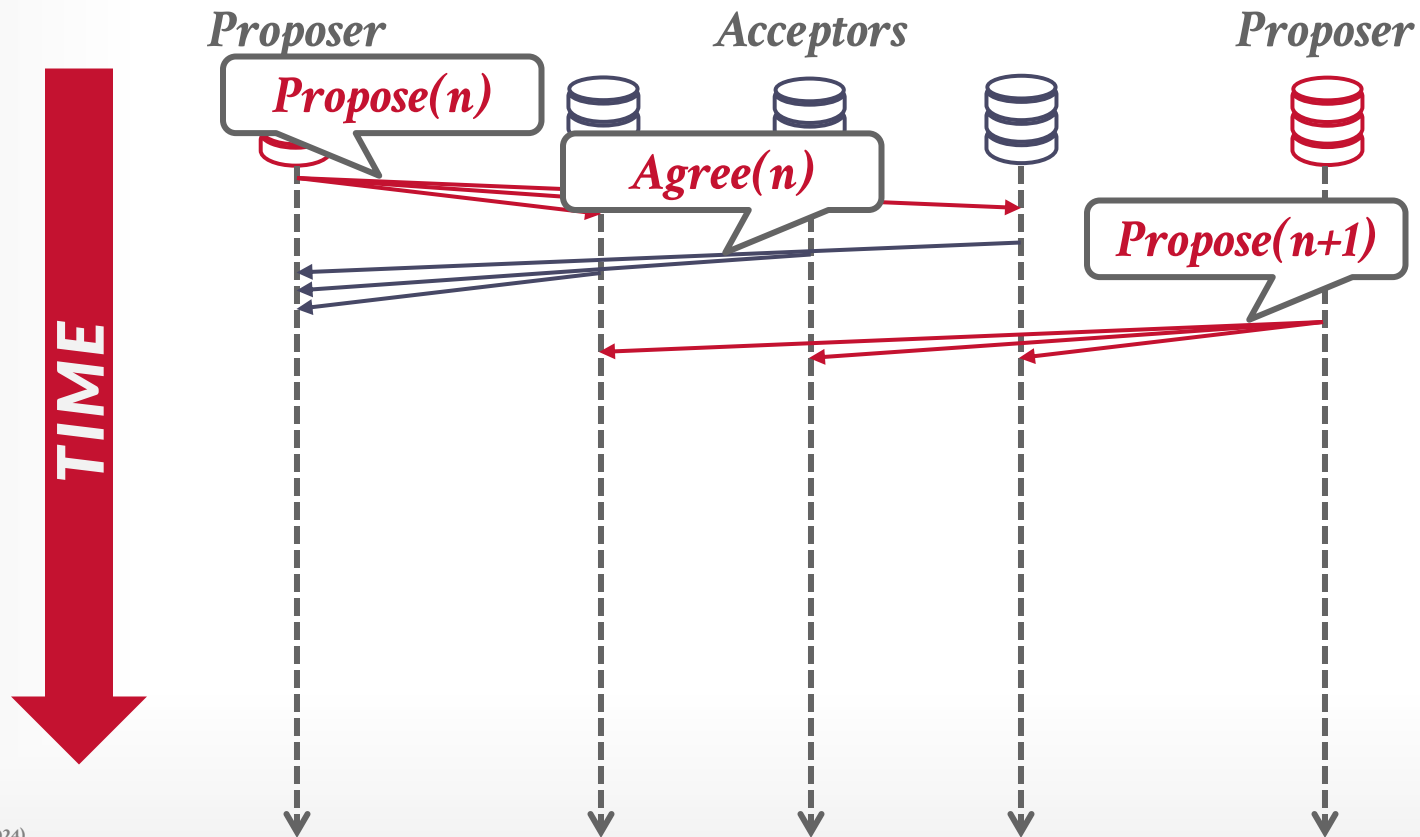 Proposer
Acceptors
Proposer
Propose(n)
Agree(n)
Propose(n+1)
TIME